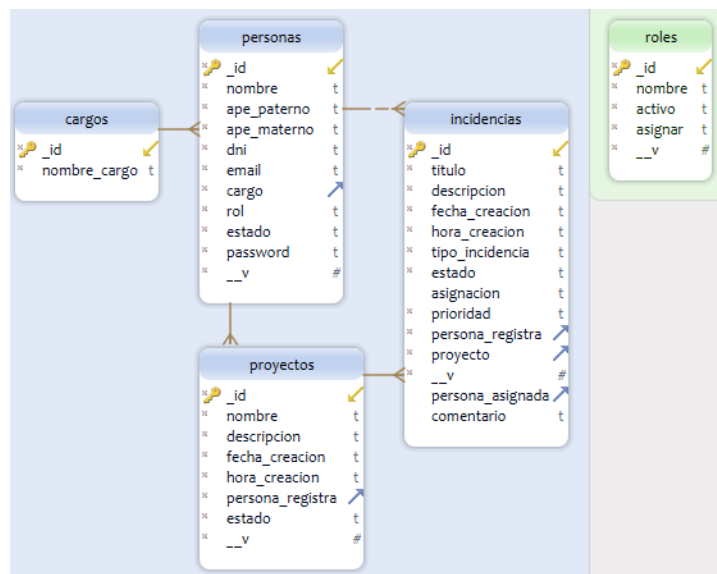 cargos
_id
nombre_cargo t
personas
_id
nombre t
ape_paterno t
ape_materno t
dni t
email t
cargo
rol t
estado t
password t
__v #
proyectos
_id
nombre t
descripcion t
fecha_creacion t
hora_creacion t
persona_registra
estado t
__v #
incidencias
_id
titulo t
descripcion t
fecha_creacion t
hora_creacion t
tipo_incidencia t
estado t
asignacion t
prioridad t
persona_registra
proyecto
__v #
persona_asignada
comentario t
roles
_id
nombre t
activo t
asignar t
__v #